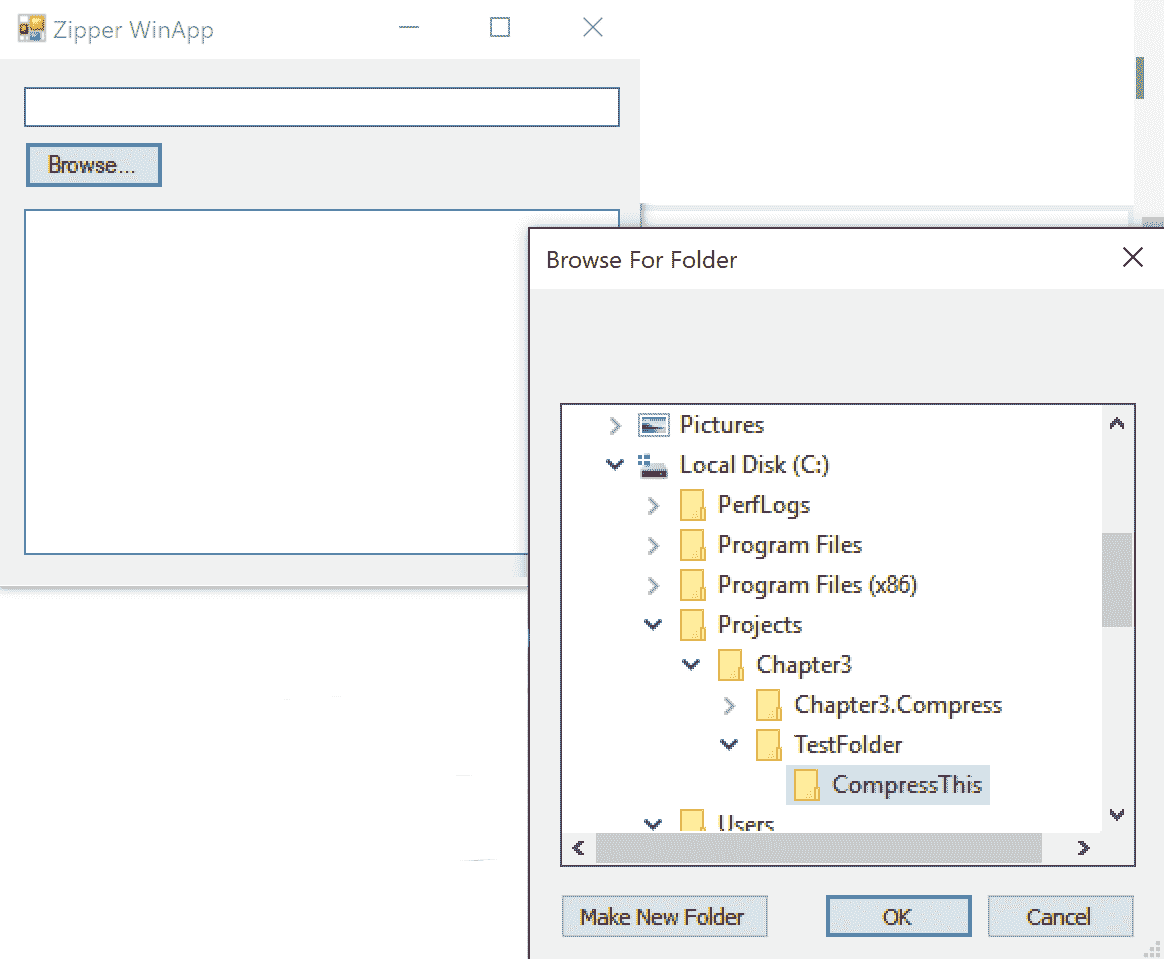 Zipper WinApp
Browse...
Browse For Folder
Pictures
Local Disk (C:)
PerfLogs
Program Files
Program Files (x86)
Projects
Chapter3
Chapter3.Compress
TestFolder
CompressThis
Users
Make New Folder OK Cancel